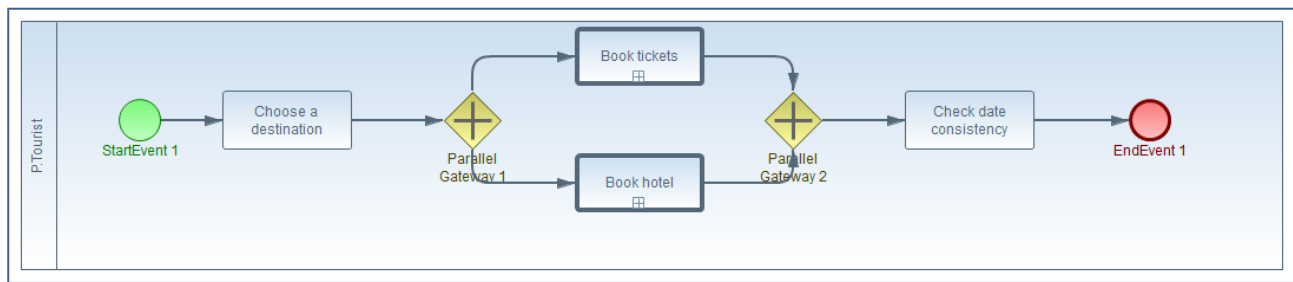 P.Tourist
StartEvent 1
Choose a
destination
Parallel
Gateway 1
Book tickets
Book hotel
Parallel
Gateway 2
Check date
consistency
EndEvent 1